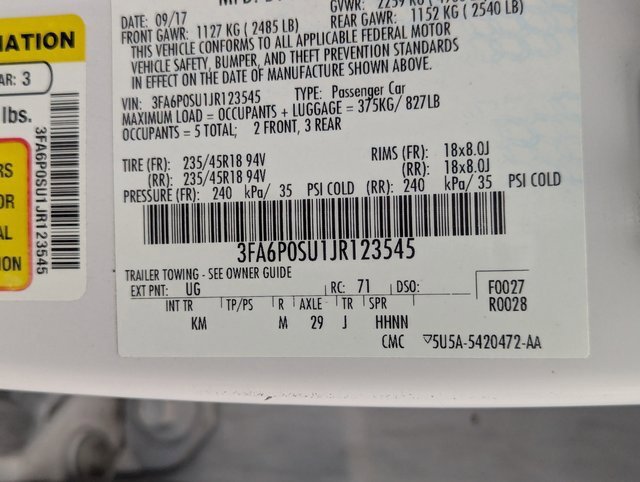 DATE: 09/17
FRONT GAWR: 1127 KG ( 2485 LB)
REAR GAWR: 1152 KG ( 2540 LB)
THIS VEHICLE CONFORMS TO ALL APPLICABLE FEDERAL MOTOR
VEHICLE SAFETY, BUMPER, AND THEFT PREVENTION STANDARDS
IN EFFECT ON THE DATE OF MANUFACTURE SHOWN ABOVE.
VIN: 3FA6P0SU1JR123545 TYPE: Passenger Car
MAXIMUM LOAD = OCCUPANTS + LUGGAGE = 375KG/ 827LB
OCCUPANTS = 5 TOTAL; 2 FRONT, 3 REAR
TIRE (FR): 235/45R18 94V RIMS (FR): 18x8.0J
(RR): 235/45R18 94V (RR): 18x8.0J
PRESSURE (FR): 240 kPa/ 35 PSI COLD (RR): 240 kPa/ 35 PSI COLD
3FA6P0SU1JR123545
TRAILER TOWING - SEE OWNER GUIDE
EXT PNT: UG RC: 71 DSO: F0027
INT TR TP/PS R AXLE TR SPR R0028
KM M 29 J HHNN
CMC ▽5U5A-5420472-AA
MATION
AR: 3
lbs.
RS
OR
AL
ION
3FA6P0SU1JR123545